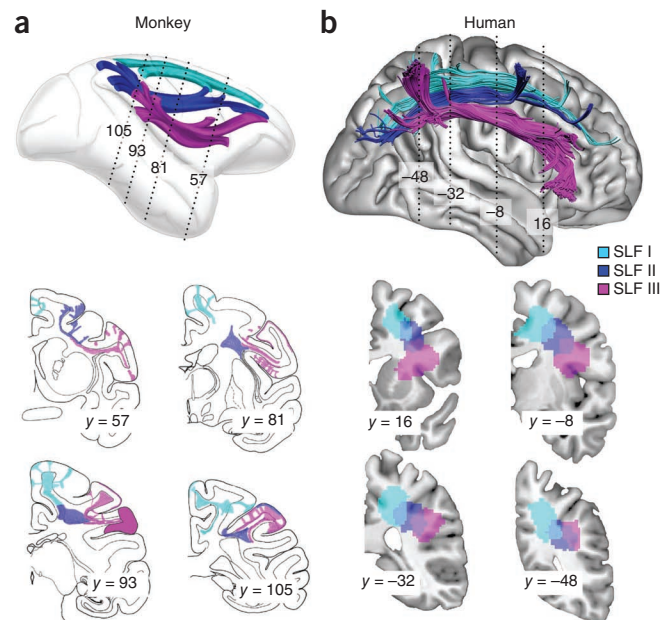 a
Monkey
105
93
81
57
b
Human
–48
–32
–8
16
SLF I
SLF II
SLF III
y = 57
y = 81
y = 16
y = –8
y = 93
y = 105
y = –32
y = –48